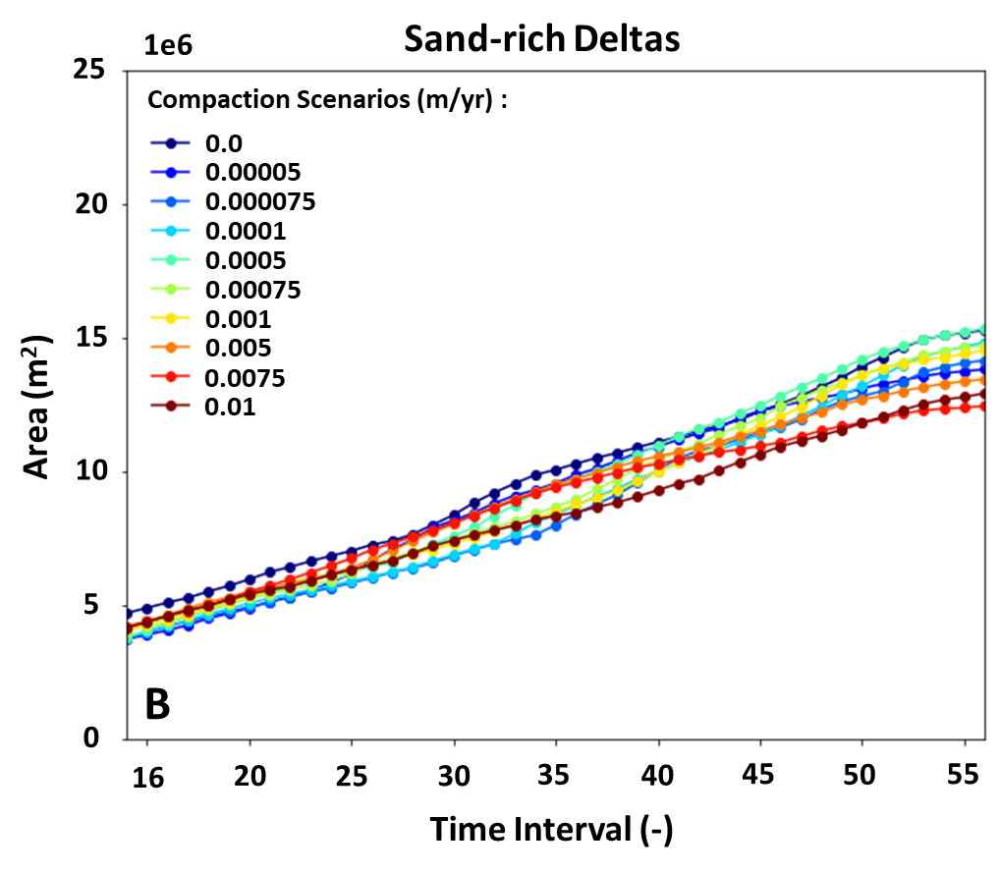 Sand-rich Deltas
1e6
25
20
15
10
5
0
Area (m²)
Compaction Scenarios (m/yr) :
0.0
0.00005
0.000075
0.0001
0.0005
0.00075
0.001
0.005
0.0075
0.01
B
16 20 25 30 35 40 45 50 55
Time Interval (-)